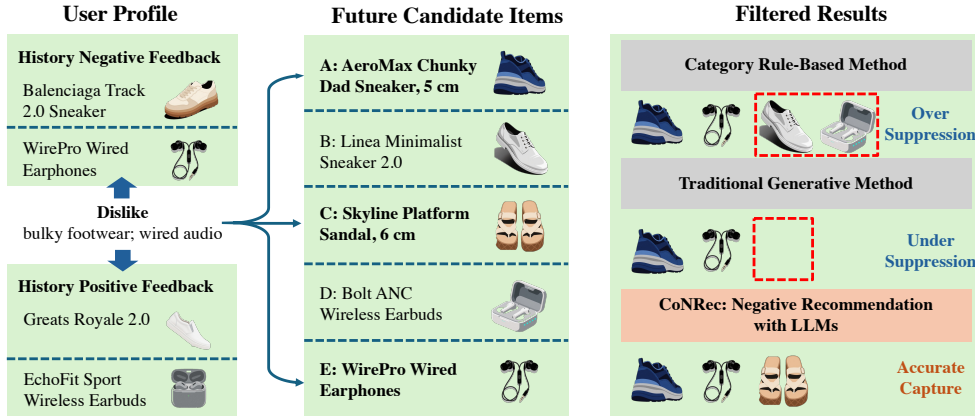 User Profile
History Negative Feedback
Balenciaga Track
2.0 Sneaker
WirePro Wired
Earphones
Dislike
bulky footwear; wired audio
History Positive Feedback
Greats Royale 2.0
EchoFit Sport
Wireless Earbuds
Future Candidate Items
A: AeroMax Chunky
Dad Sneaker, 5 cm
B: Linea Minimalist
Sneaker 2.0
C: Skyline Platform
Sandal, 6 cm
D: Bolt ANC
Wireless Earbuds
E: WirePro Wired
Earphones
Filtered Results
Category Rule-Based Method
Over
Suppression
Traditional Generative Method
Under
Suppression
CoNRec: Negative Recommendation
with LLMs
Accurate
Capture